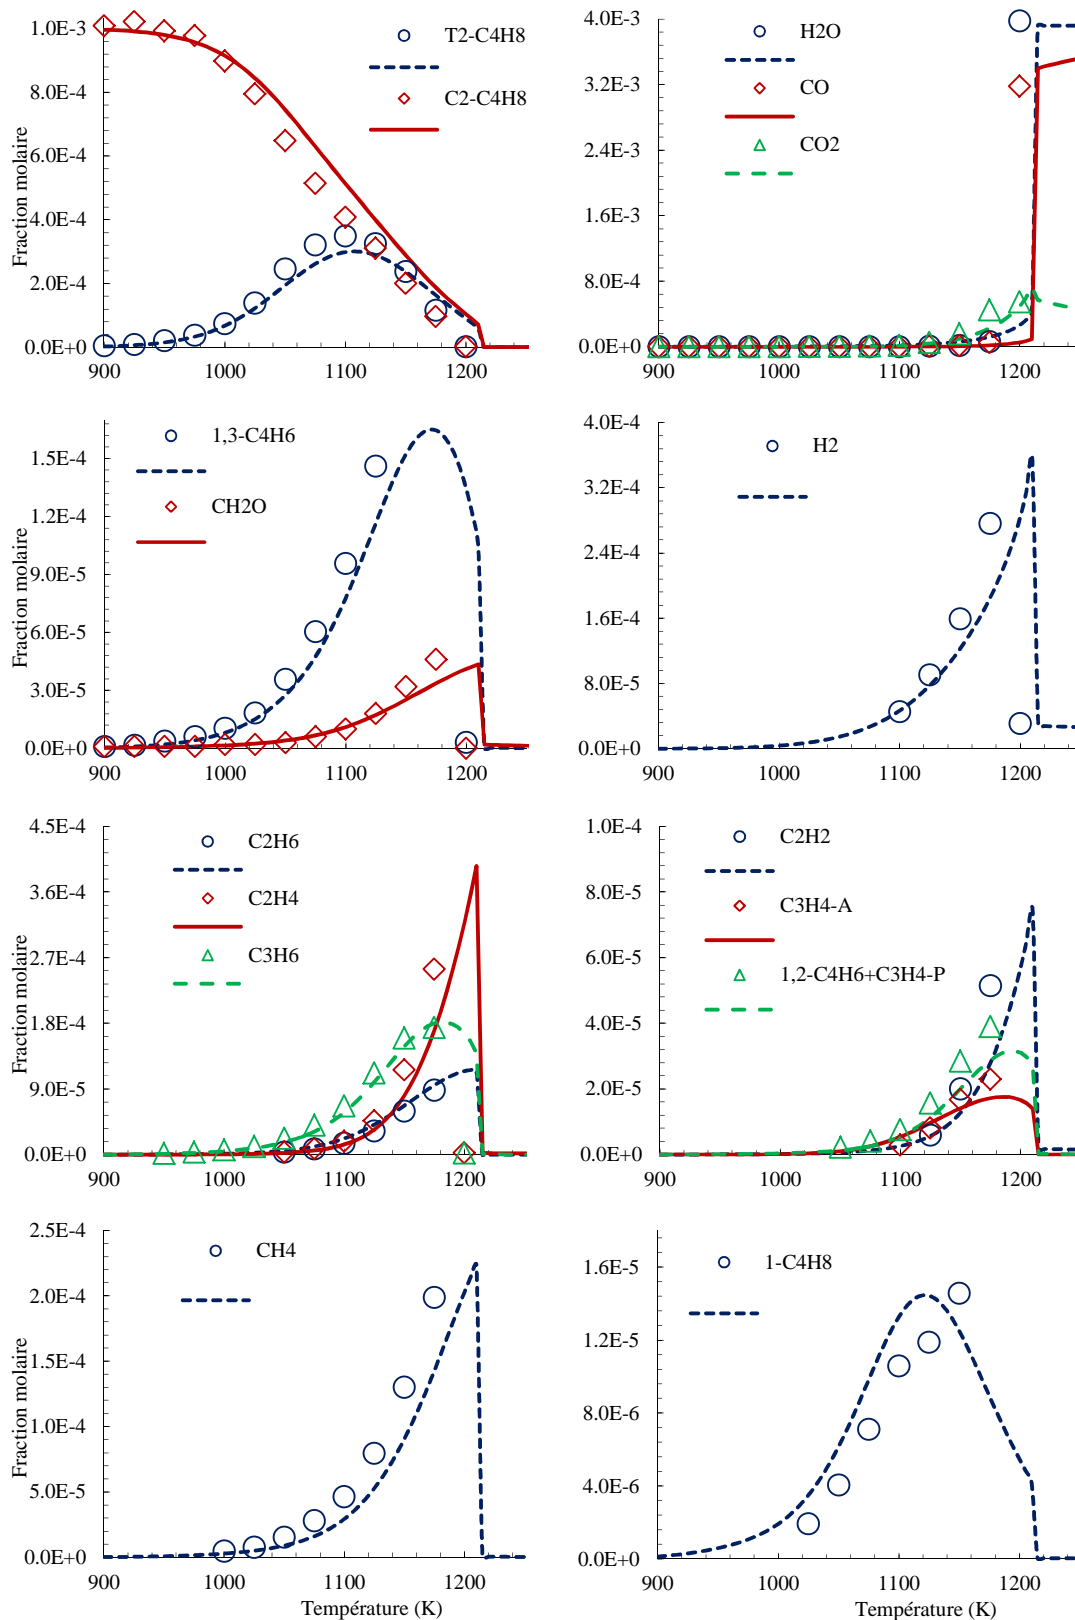 T2-C4H8
C2-C4H8
1.0E-3
8.0E-4
6.0E-4
4.0E-4
2.0E-4
0.0E+0
Fraction molaire
900
1000
1100
1200
H2O
CO
CO2
4.0E-3
3.2E-3
2.4E-3
1.6E-3
8.0E-4
0.0E+0
900
1000
1100
1200
1,3-C4H6
CH2O
1.5E-4
1.2E-4
9.0E-5
6.0E-5
3.0E-5
0.0E+0
Fraction molaire
900
1000
1100
1200
H2
4.0E-4
3.2E-4
2.4E-4
1.6E-4
8.0E-5
0.0E+0
900
1000
1100
1200
C2H6
C2H4
C3H6
4.5E-4
3.6E-4
2.7E-4
1.8E-4
9.0E-5
0.0E+0
Fraction molaire
900
1000
1100
1200
C2H2
C3H4-A
1,2-C4H6+C3H4-P
1.0E-4
8.0E-5
6.0E-5
4.0E-5
2.0E-5
0.0E+0
900
1000
1100
1200
CH4
2.5E-4
2.0E-4
1.5E-4
1.0E-4
5.0E-5
0.0E+0
Fraction molaire
900
1000
1100
1200
Température (K)
1-C4H8
1.6E-5
1.2E-5
8.0E-6
4.0E-6
0.0E+0
900
1000
1100
1200
Température (K)